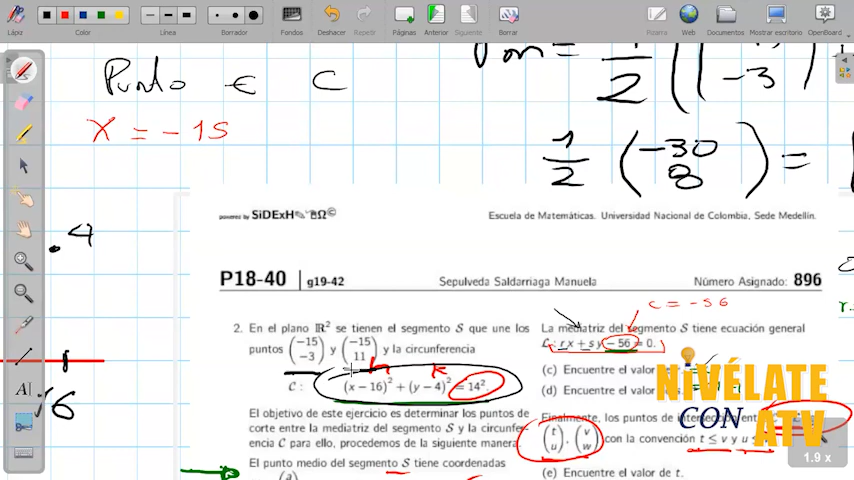 Lápiz Color Línea Borrador Fondos Deshacer Repetir Páginas Anterior Siguiente Borrar Pizarra Web Documentos Mostrar escritorio OpenBoard
Punto ∈ C
X = -15
1/2 ( -3
1/2 (-30 8) =
. 4
16
powered by SiDExH
Escuela de Matemáticas. Universidad Nacional de Colombia, Sede Medellín.
P18-40 | g19-42
Sepulveda Saldarriaga Manuela
Número Asignado: 896
c = -56
2. En el plano ℝ² se tienen el segmento S que une los
puntos (-15 -3) y (-15 11) y la circunferencia
h k
C : (x − 16)² + (y − 4)² = 14².
El objetivo de este ejercicio es determinar los puntos de
corte entre la mediatriz del segmento S y la circunfe-
rencia C para ello, procedemos de la siguiente manera
El punto medio del segmento S tiene coordenadas
La mediatriz del segmento S tiene ecuación general
L : r x + s y − 56 = 0.
(c) Encuentre el valor
(d) Encuentre el valor
Finalmente, los puntos de
(t u), (v w) con la convención t ≤ v y u ≤
(e) Encuentre el valor de t.
NIVÉLATE
CON ATV
1.9 x